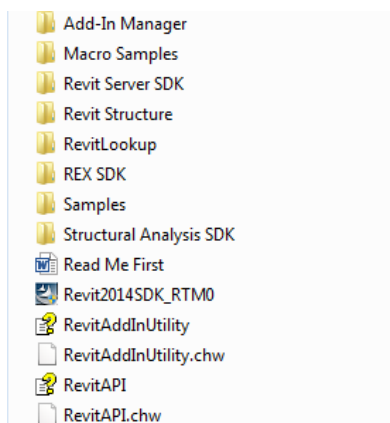 Add-In Manager
Macro Samples
Revit Server SDK
Revit Structure
RevitLookup
REX SDK
Samples
Structural Analysis SDK
Read Me First
Revit2014SDK_RTM0
RevitAddInUtility
RevitAddInUtility.chw
RevitAPI
RevitAPI.chw